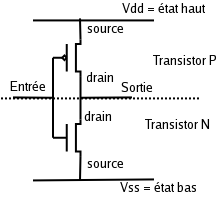 Vdd = état haut
source
Transistor P
drain
Entrée
Sortie
drain
Transistor N
source
Vss = état bas